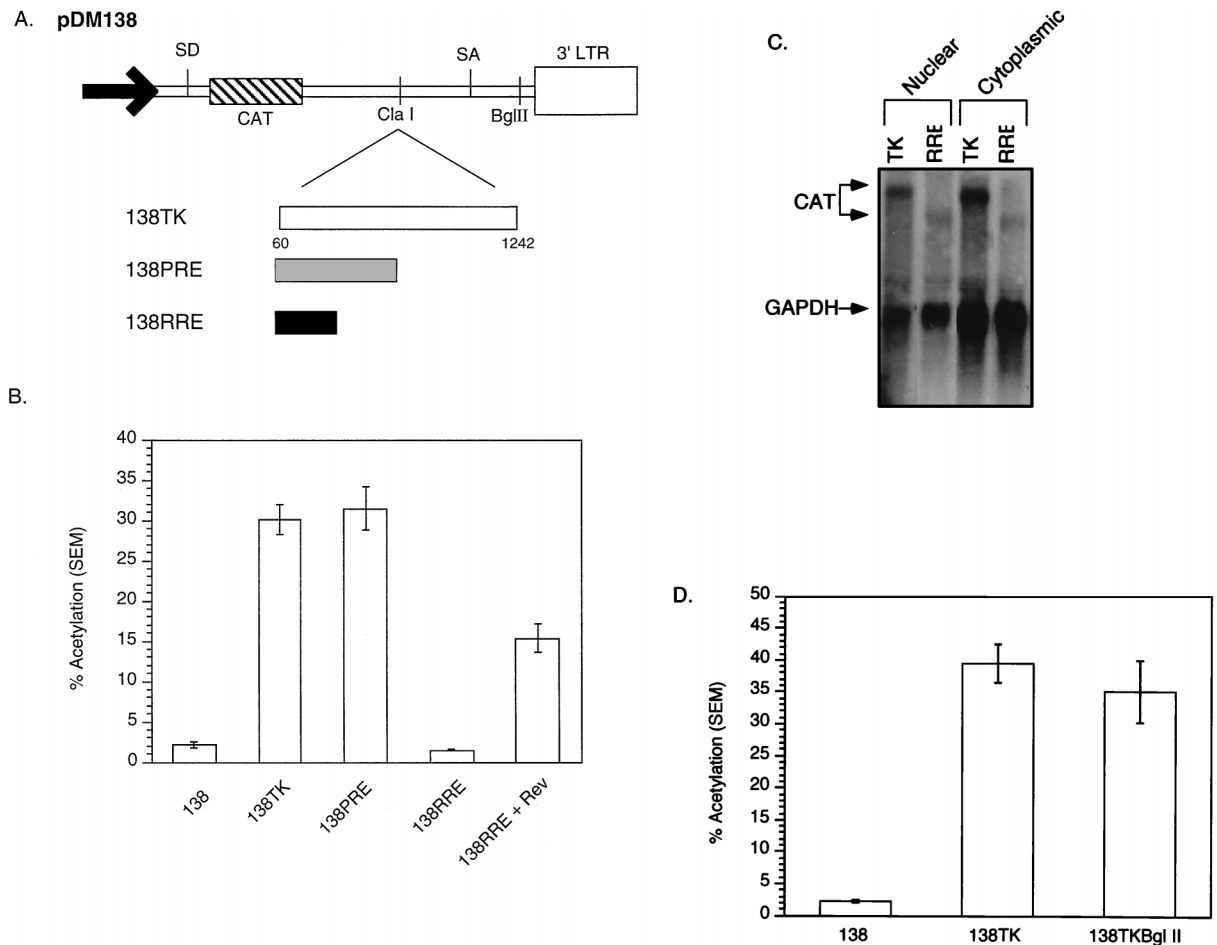 A. pDM138
SD
SA
3' LTR
CAT
Cla I
BglII
138TK
60
1242
138PRE
138RRE
B.
40
35
30
25
20
15
10
5
0
% Acetylation (SEM)
138
138TK
138PRE
138RRE
138RRE + Rev
C.
Nuclear
Cytoplasmic
TK
RRE
TK
RRE
CAT
GAPDH
D.
50
45
40
35
30
25
20
15
10
5
0
% Acetylation (SEM)
138
138TK
138TKBgl II